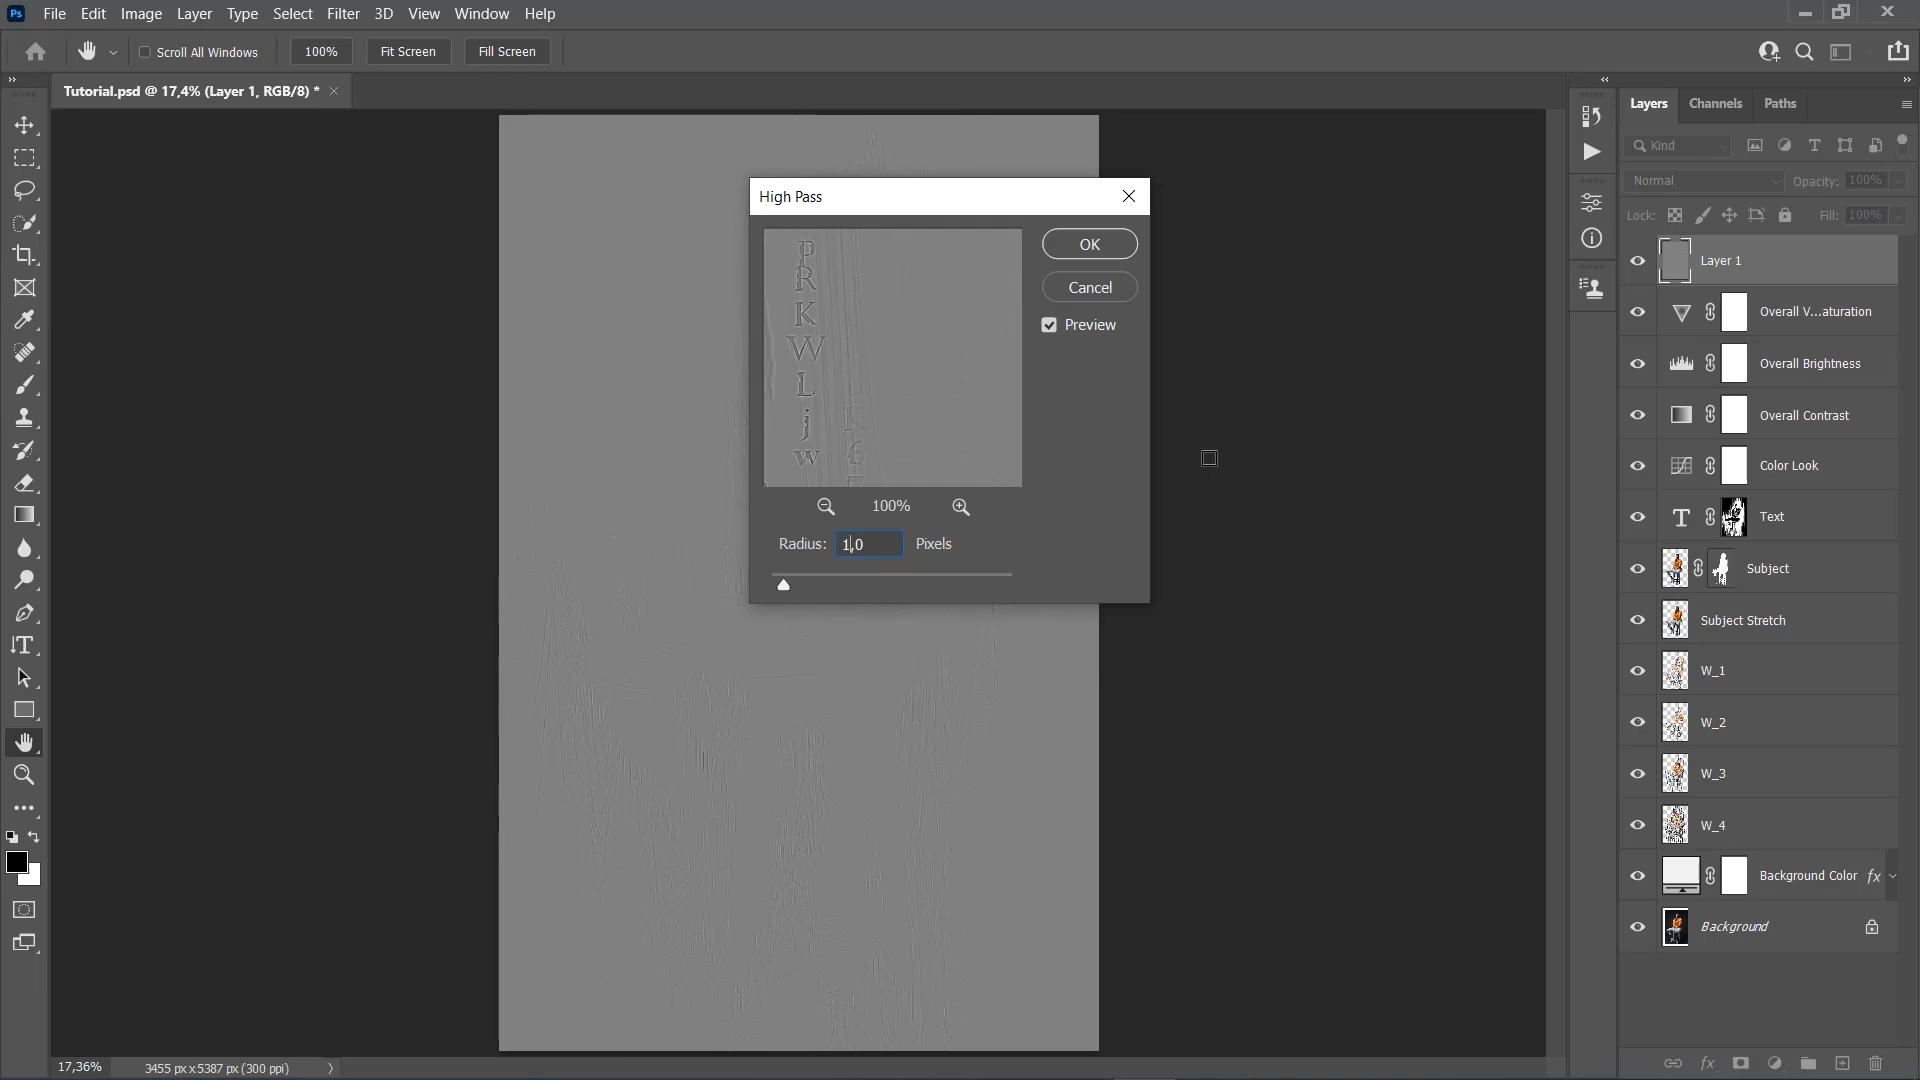 Ps File Edit Image Layer Type Select Filter 3D View Window Help
Scroll All Windows 100% Fit Screen Fill Screen
Tutorial.psd @ 17,4% (Layer 1, RGB/8) *
Layers Channels Paths
Kind
Normal Opacity: 100%
Lock: Fill: 100%
Layer 1
Overall V...aturation
Overall Brightness
Overall Contrast
Color Look
Text
Subject
Subject Stretch
W_1
W_2
W_3
W_4
Background Color fx
Background
High Pass
OK
Cancel
Preview
p
R
K
W
L
j
w
K
6
100%
Radius: 1,0 Pixels
17,36% 3455 px x 5387 px (300 ppi)
fx